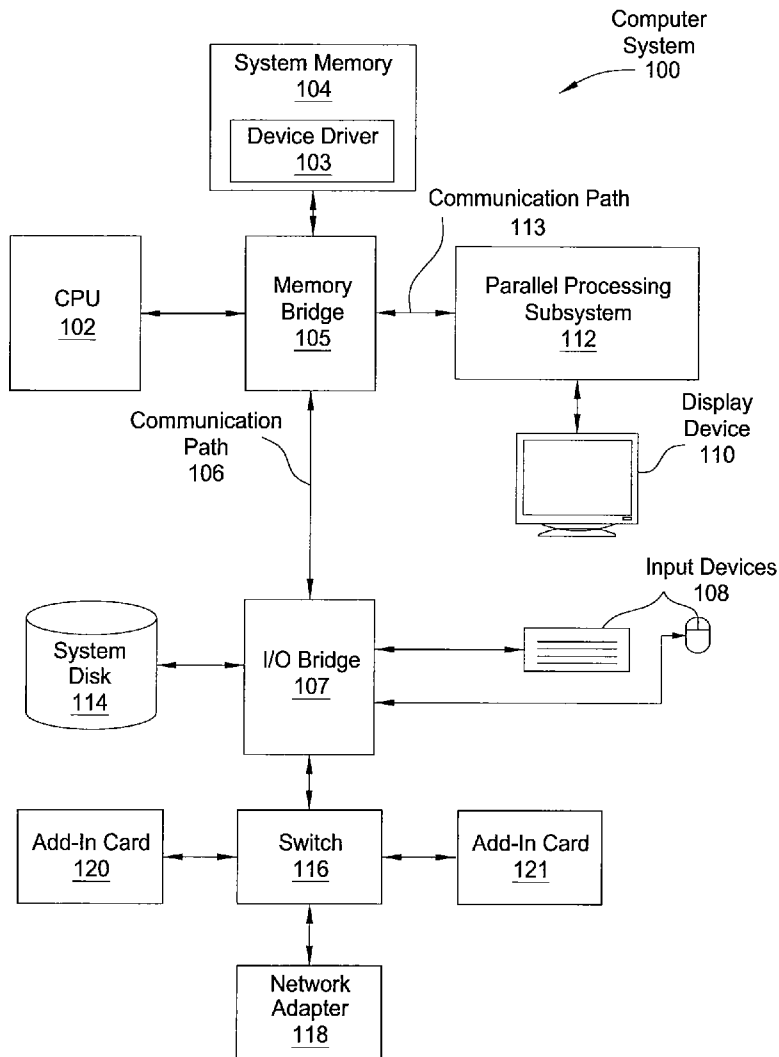 Computer
System
100
System Memory
104
Device Driver
103
Communication Path
113
CPU
102
Memory
Bridge
105
Parallel Processing
Subsystem
112
Communication
Path
106
Display
Device
110
Input Devices
108
System
Disk
114
I/O Bridge
107
Add-In Card
120
Switch
116
Add-In Card
121
Network
Adapter
118